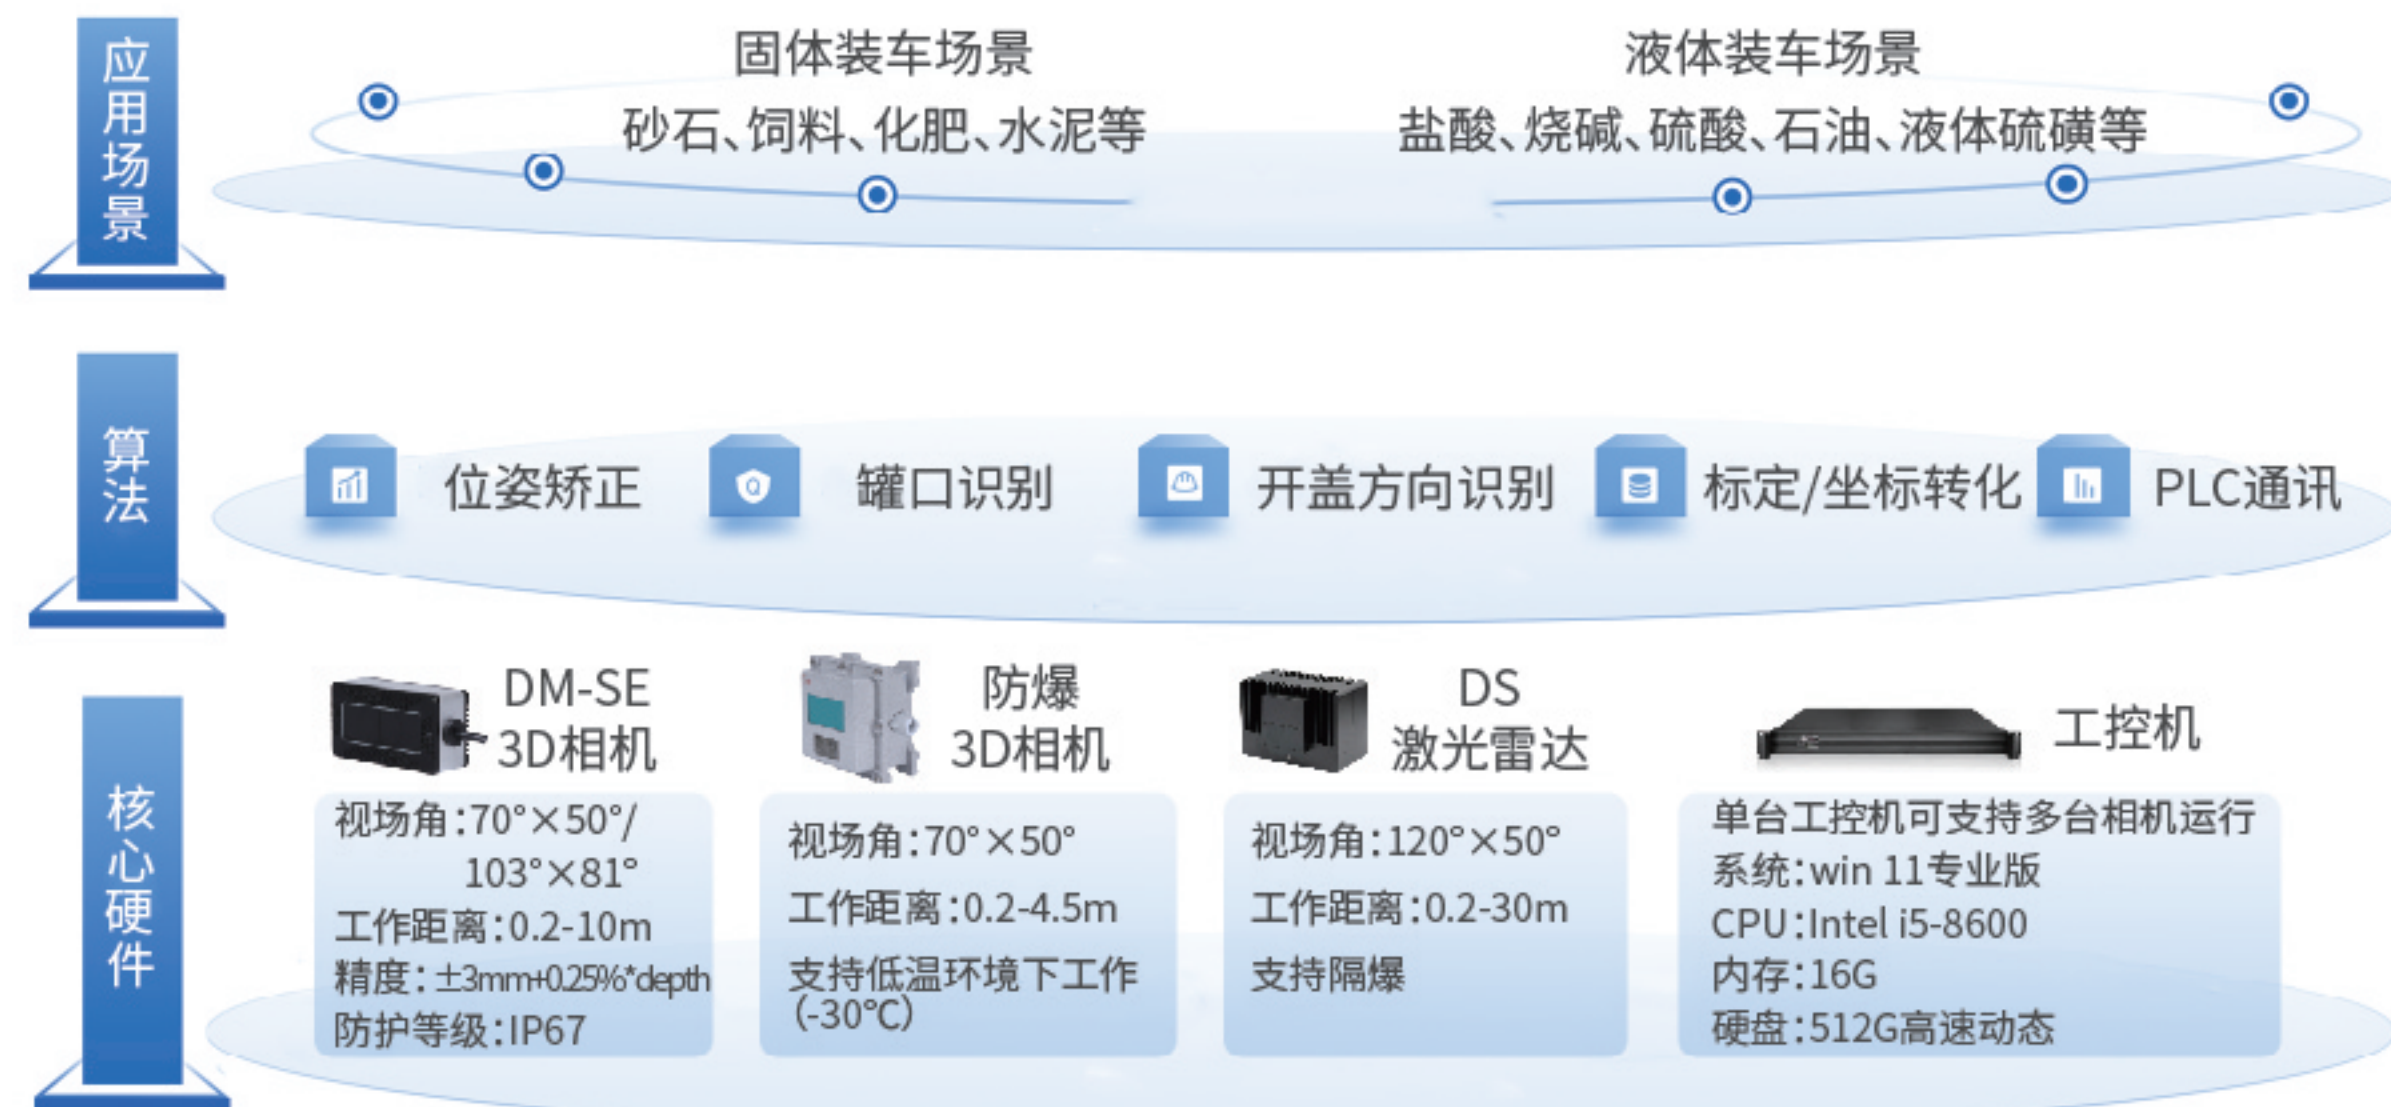 应用场景
固体装车场景
砂石、饲料、化肥、水泥等
液体装车场景
盐酸、烧碱、硫酸、石油、液体硫磺等
算法
位姿矫正
罐口识别
开盖方向识别
标定/坐标转化
PLC通讯
核心硬件
DM-SE
3D相机
视场角:70°×50°/
103°×81°
工作距离:0.2-10m
精度:±3mm+0.25%*depth
防护等级:IP67
防爆
3D相机
视场角:70°×50°
工作距离:0.2-4.5m
支持低温环境下工作
(-30℃)
DS
激光雷达
视场角:120°×50°
工作距离:0.2-30m
支持隔爆
工控机
单台工控机可支持多台相机运行
系统:win 11专业版
CPU:Intel i5-8600
内存:16G
硬盘:512G高速动态